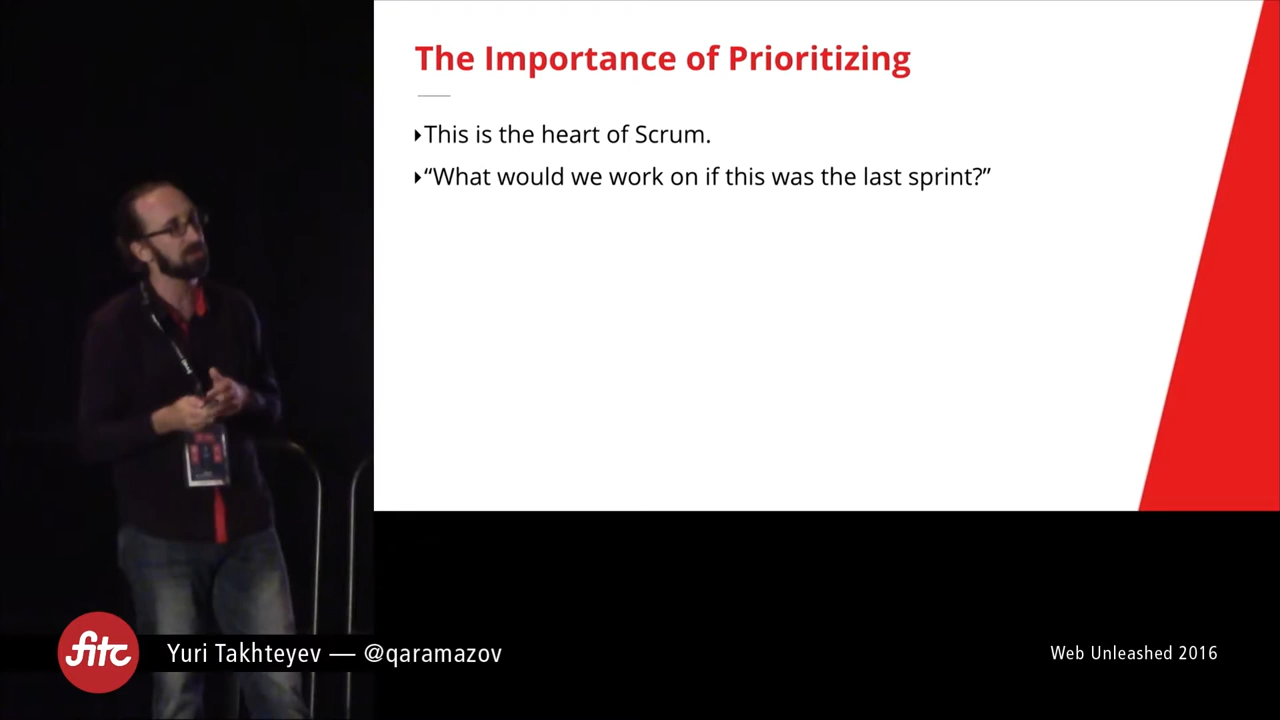 The Importance of Prioritizing
‣This is the heart of Scrum.
‣“What would we work on if this was the last sprint?”
fitc
Yuri Takhteyev — @qaramazov
Web Unleashed 2016